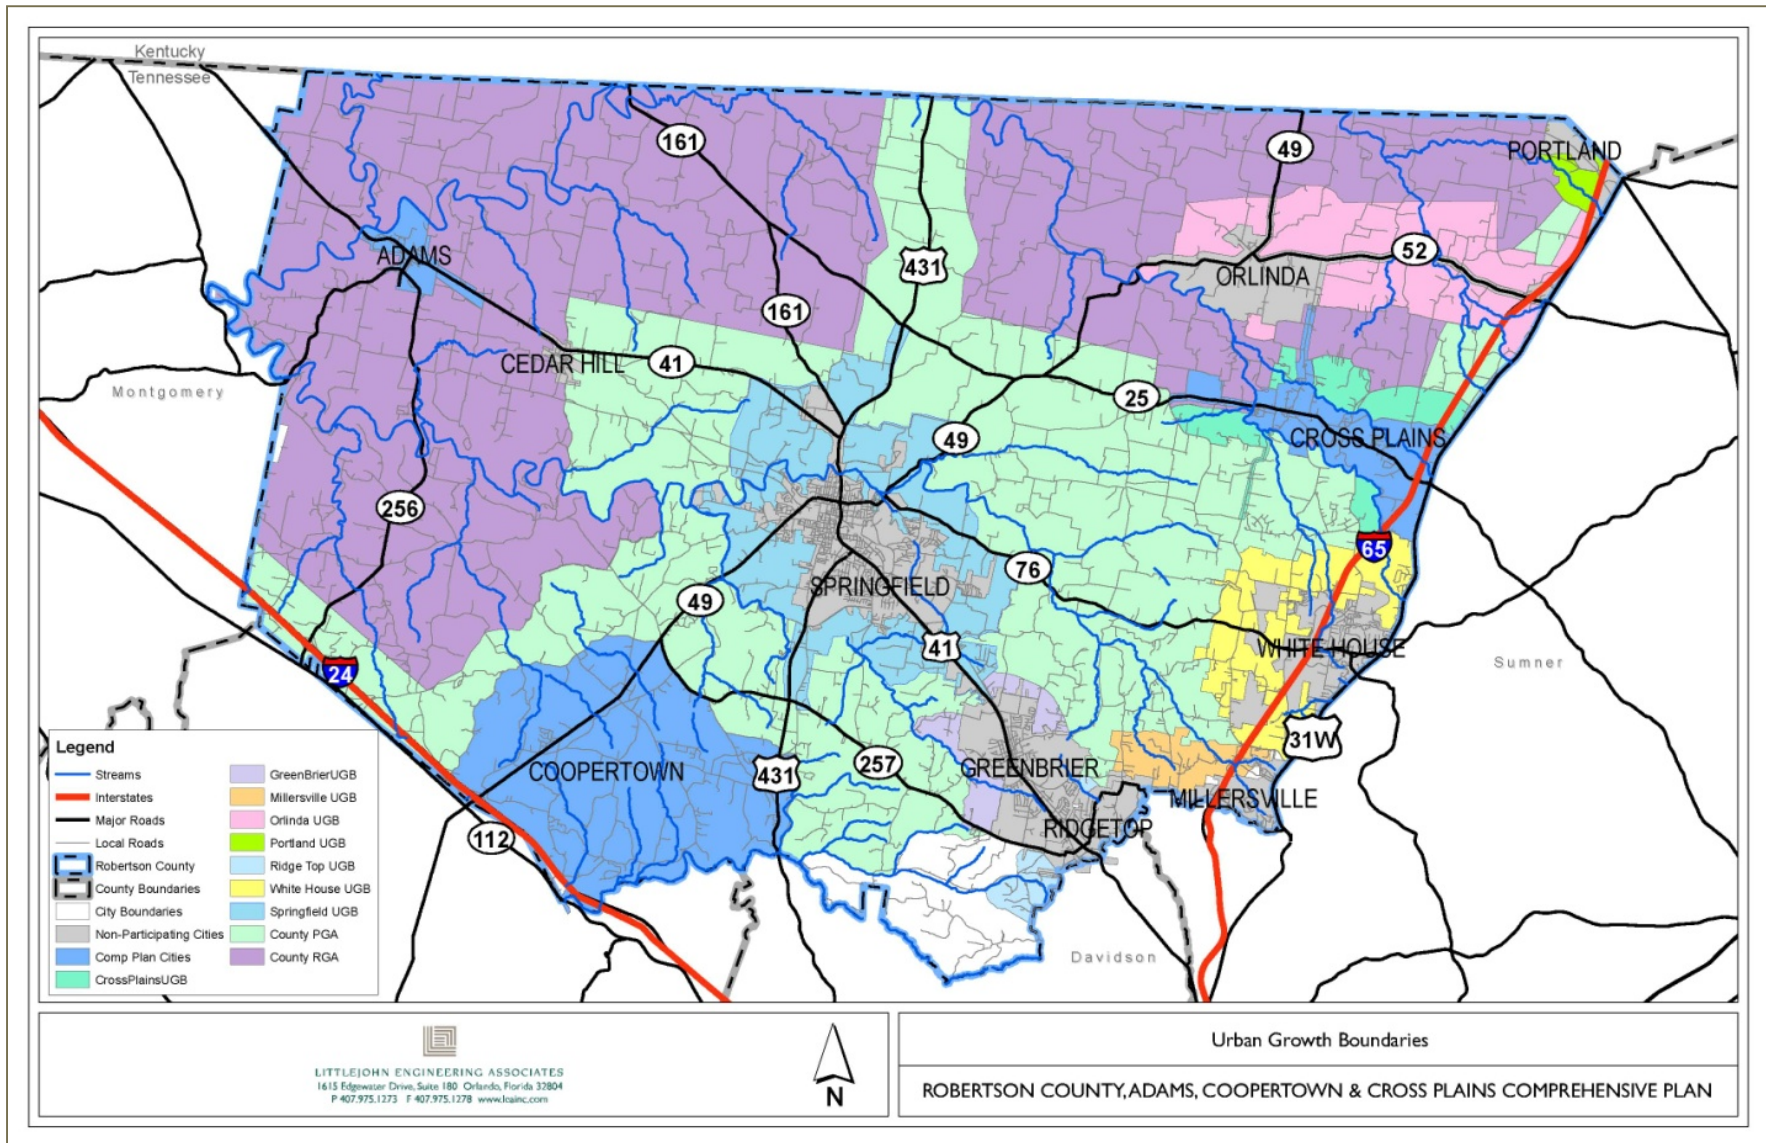 Kentucky
Tennessee
PORTLAND
161
49
ADAMS
431
52
ORLINDA
161
CEDAR HILL
41
Montgomery
25
49
CROSS PLAINS
256
65
76
SPRINGFIELD
49
41
WHITE HOUSE
Sumner
24
31W
COOPERTOWN
431
257
GREENBRIER
MILLERSVILLE
RIDGETOP
112
Davidson
Legend
Streams
Interstates
Major Roads
Local Roads
Robertson County
County Boundaries
City Boundaries
Non-Participating Cities
Comp Plan Cities
CrossPlainsUGB
GreenBrierUGB
Millersville UGB
Orlinda UGB
Portland UGB
Ridge Top UGB
White House UGB
Springfield UGB
County PGA
County RGA
LITTLEJOHN ENGINEERING ASSOCIATES
1615 Edgewater Drive, Suite 180 Orlando, Florida 32804
P 407.975.1273 F 407.975.1278 www.leainc.com
N
Urban Growth Boundaries
ROBERTSON COUNTY, ADAMS, COOPERTOWN & CROSS PLAINS COMPREHENSIVE PLAN